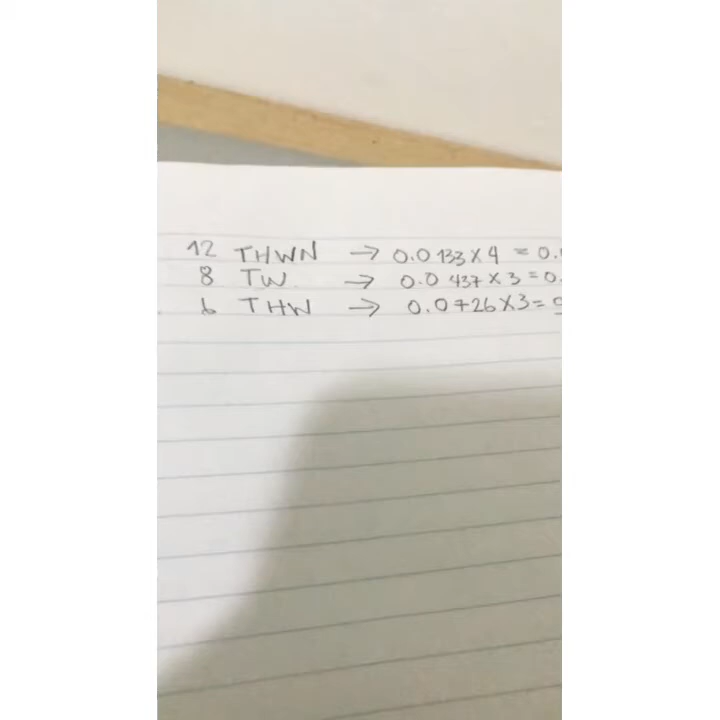 12 THWN → 0.0133 x 4 = 0.
8 TW → 0.0437 x 3 = 0.
6 THW → 0.0726 x 3 =